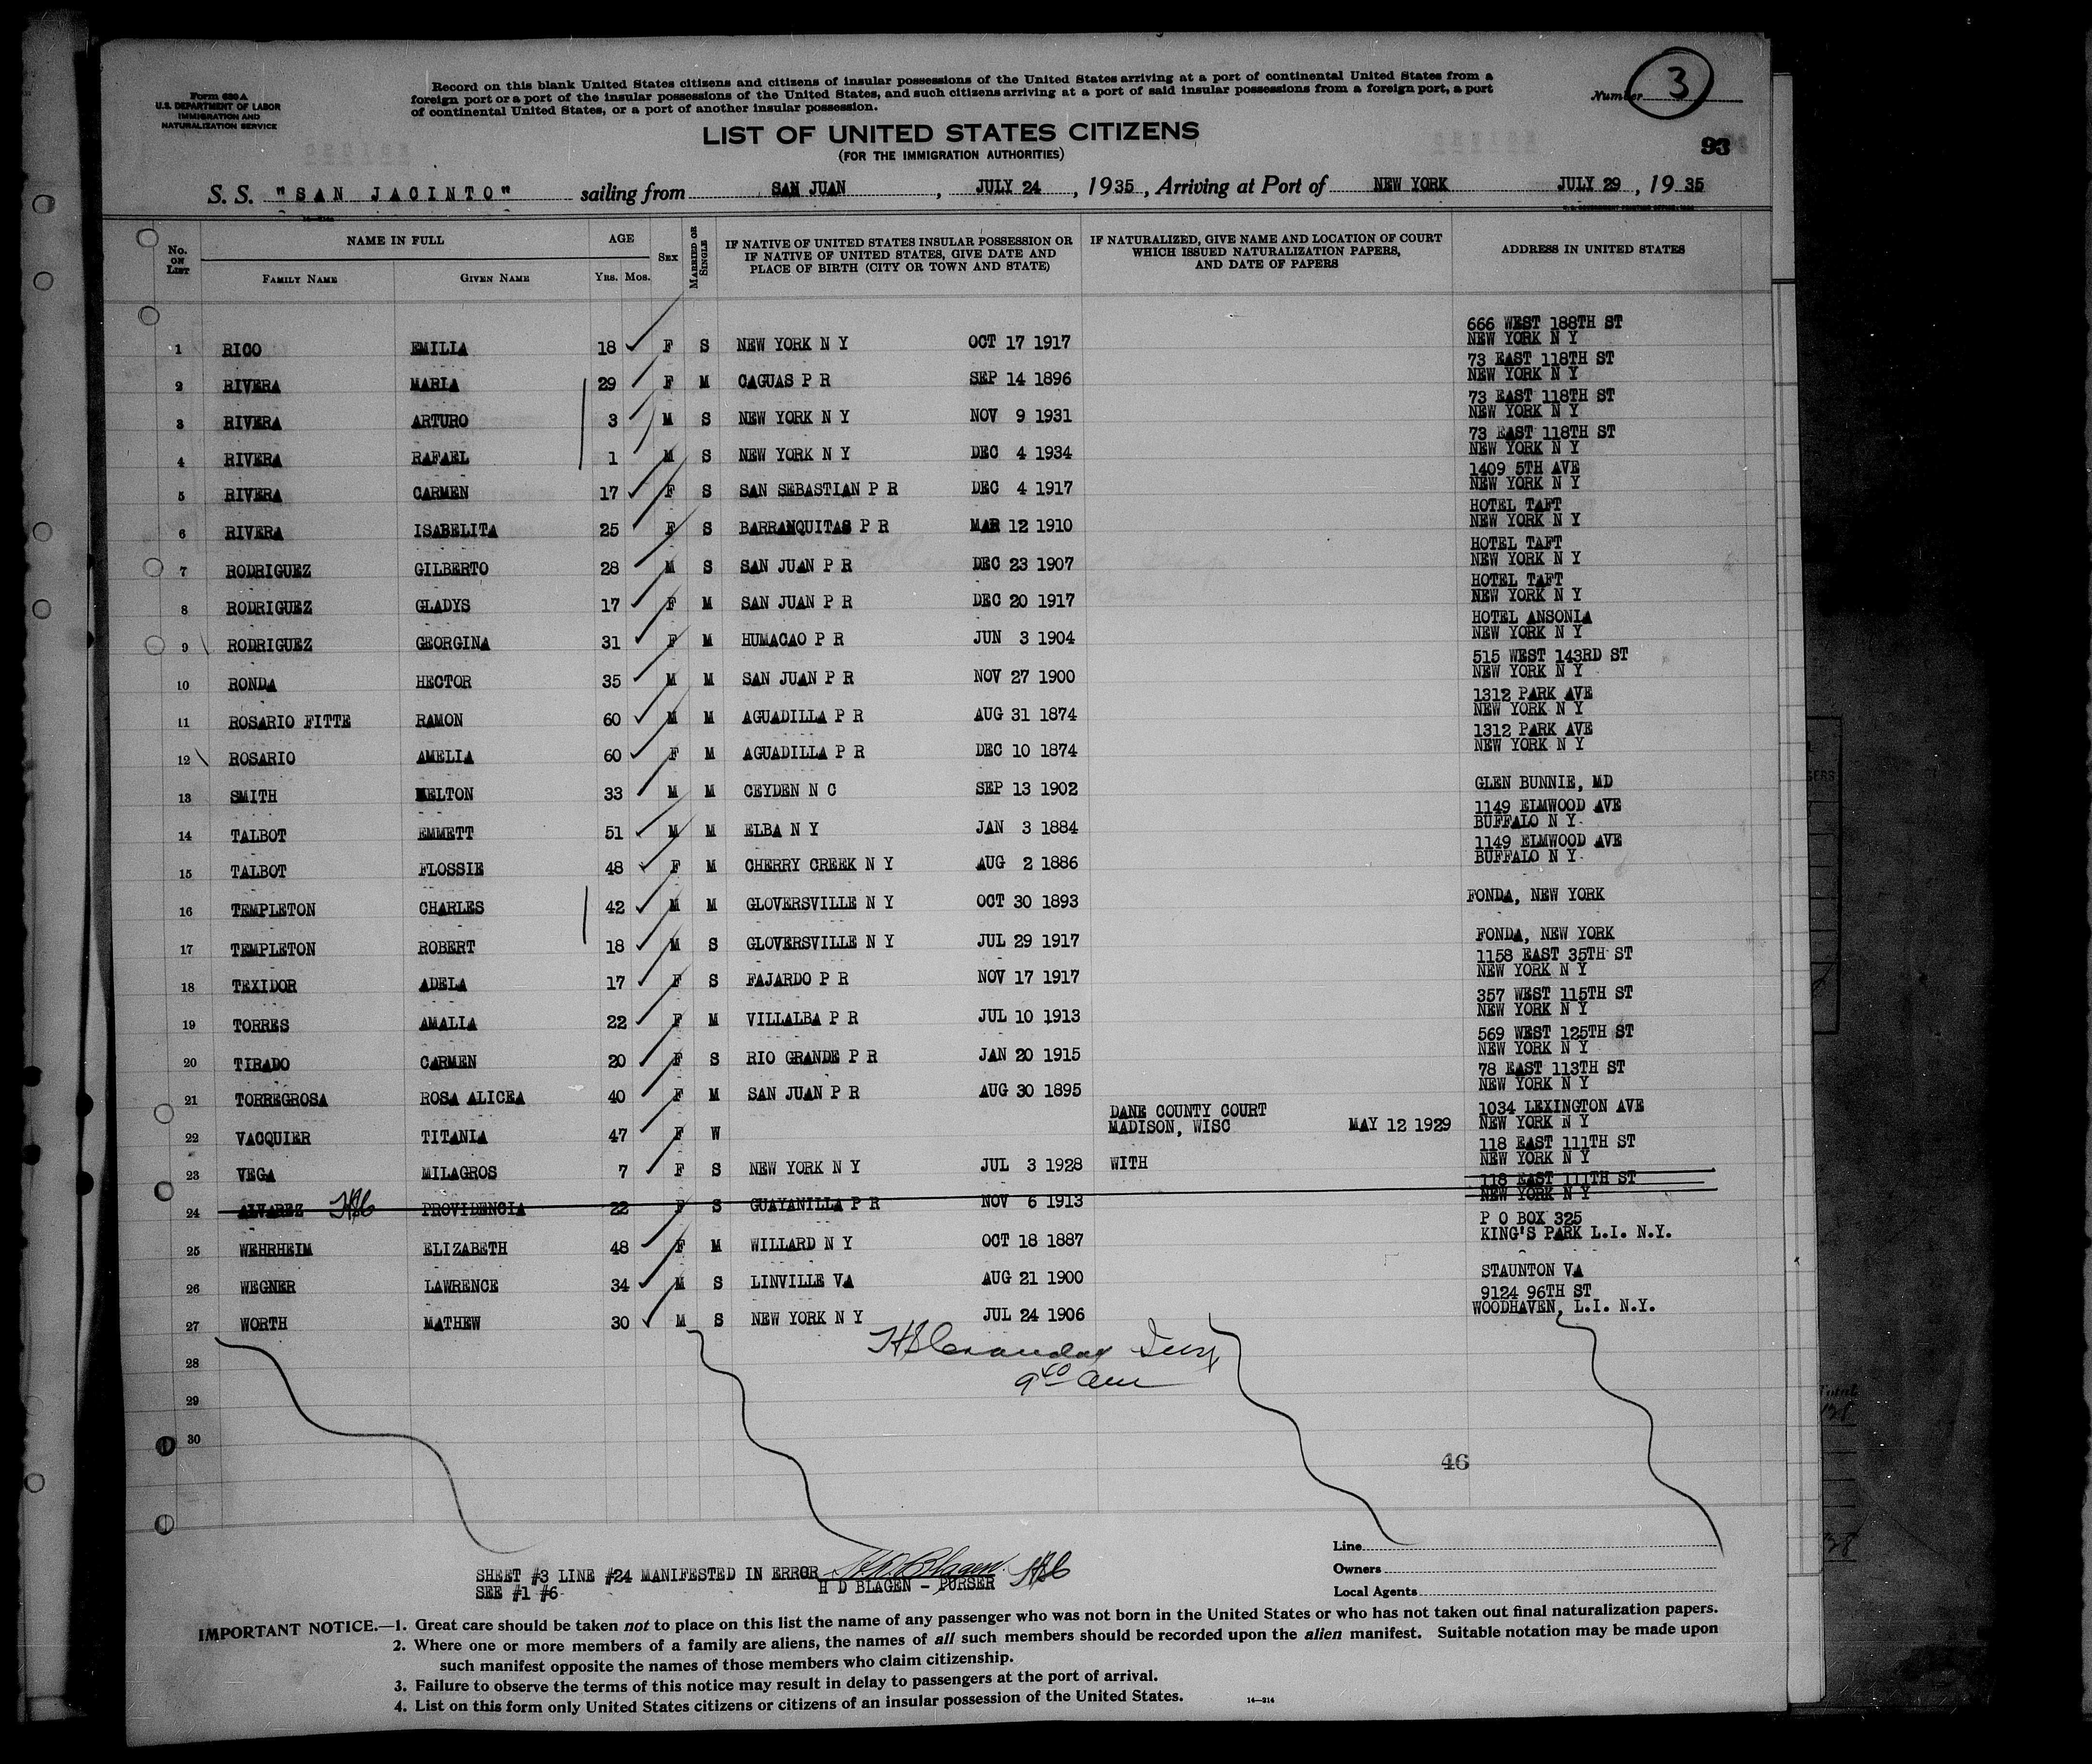 Form 630 A
U.S. DEPARTMENT OF LABOR
IMMIGRATION AND
NATURALIZATION SERVICE
Record on this blank United States citizens and citizens of insular possessions of the United States arriving at a port of continental United States from a
foreign port or a port of the insular possessions of the United States, and such citizens arriving at a port of said insular possessions from a foreign port, a port
of continental United States, or a port of another insular possession.
Number 3
LIST OF UNITED STATES CITIZENS
(FOR THE IMMIGRATION AUTHORITIES)
93
S. S. "SAN JACINTO" sailing from SAN JUAN, JULY 24, 1935, Arriving at Port of NEW YORK JULY 29, 1935
No. ON LIST NAME IN FULL FAMILY NAME GIVEN NAME AGE YRS. MOS. SEX MARRIED OR SINGLE
IF NATIVE OF UNITED STATES INSULAR POSSESSION OR
IF NATIVE OF UNITED STATES, GIVE DATE AND
PLACE OF BIRTH (CITY OR TOWN AND STATE)
IF NATURALIZED, GIVE NAME AND LOCATION OF COURT
WHICH ISSUED NATURALIZATION PAPERS,
AND DATE OF PAPERS
ADDRESS IN UNITED STATES
1 RICO EMILIA 18 F S NEW YORK N Y OCT 17 1917 666 WEST 188TH ST NEW YORK N Y
2 RIVERA MARIA 29 F M CAGUAS P R SEP 14 1896 73 EAST 118TH ST NEW YORK N Y
3 RIVERA ARTURO 3 M S NEW YORK N Y NOV 9 1931 73 EAST 118TH ST NEW YORK N Y
4 RIVERA RAFAEL 1 M S NEW YORK N Y DEC 4 1934 73 EAST 118TH ST NEW YORK N Y
5 RIVERA CARMEN 17 F S SAN SEBASTIAN P R DEC 4 1917 1409 5TH AVE NEW YORK N Y
6 RIVERA ISABELITA 25 F S BARRANQUITAS P R MAR 12 1910 HOTEL TAFT NEW YORK N Y
7 RODRIGUEZ GILBERTO 28 M S SAN JUAN P R DEC 23 1907 HOTEL TAFT NEW YORK N Y
8 RODRIGUEZ GLADYS 17 F M SAN JUAN P R DEC 20 1917 HOTEL TAFT NEW YORK N Y
9 RODRIGUEZ GEORGINA 31 F M HUMACAO P R JUN 3 1904 HOTEL ANSONIA NEW YORK N Y
10 RONDA HECTOR 35 M M SAN JUAN P R NOV 27 1900 515 WEST 143RD ST NEW YORK N Y
11 ROSARIO FITTE RAMON 60 M M AGUADILLA P R AUG 31 1874 1312 PARK AVE NEW YORK N Y
12 ROSARIO AMELIA 60 F M AGUADILLA P R DEC 10 1874 1312 PARK AVE NEW YORK N Y
13 SMITH MELTON 33 M M CEYDEN N C SEP 13 1902 GLEN BUNNIE, MD
14 TALBOT EMMETT 51 M M ELBA N Y JAN 3 1884 1149 ELMWOOD AVE BUFFALO N Y
15 TALBOT FLOSSIE 48 F M CHERRY CREEK N Y AUG 2 1886 1149 ELMWOOD AVE BUFFALO N Y
16 TEMPLETON CHARLES 42 M M GLOVERSVILLE N Y OCT 30 1893 FONDA, NEW YORK
17 TEMPLETON ROBERT 18 M S GLOVERSVILLE N Y JUL 29 1917 FONDA, NEW YORK
18 TEXIDOR ADELA 17 F S FAJARDO P R NOV 17 1917 1158 EAST 35TH ST NEW YORK N Y
19 TORRES AMALIA 22 F M VILLALBA P R JUL 10 1913 357 WEST 115TH ST NEW YORK N Y
20 TIRADO CARMEN 20 F S RIO GRANDE P R JAN 20 1915 569 WEST 125TH ST NEW YORK N Y
21 TORREGROSA ROSA ALICEA 40 F M SAN JUAN P R AUG 30 1895 78 EAST 113TH ST NEW YORK N Y
22 VACQUIER TITANIA 47 F W DANE COUNTY COURT MADISON, WISC MAY 12 1929 1034 LEXINGTON AVE NEW YORK N Y
23 VEGA MILAGROS 7 F S NEW YORK N Y JUL 3 1928 WITH 118 EAST 111TH ST NEW YORK N Y
24 ALVAREZ PROVIDENCIA 22 F S GUAYANILLA P R NOV 6 1913 118 EAST 111TH ST NEW YORK N Y
25 WEHRHEIM ELIZABETH 48 F M WILLARD N Y OCT 18 1887 P O BOX 325 KING'S PARK L.I. N.Y.
26 WEGNER LAWRENCE 34 M S LINVILLE VA AUG 21 1900 STAUNTON VA
27 WORTH MATHEW 30 M S NEW YORK N Y JUL 24 1906 9124 96TH ST WOODHAVEN, L.I. N.Y.
28
9 40 am
29
30
46
Line
Owners
Local Agents
SHEET #3 LINE #24 MANIFESTED IN ERROR
SEE #1 #6
H D BLAGEN - PURSER
IMPORTANT NOTICE.—1. Great care should be taken not to place on this list the name of any passenger who was not born in the United States or who has not taken out final naturalization papers.
2. Where one or more members of a family are aliens, the names of all such members should be recorded upon the alien manifest. Suitable notation may be made upon
such manifest opposite the names of those members who claim citizenship.
3. Failure to observe the terms of this notice may result in delay to passengers at the port of arrival.
4. List on this form only United States citizens or citizens of an insular possession of the United States.
14—214